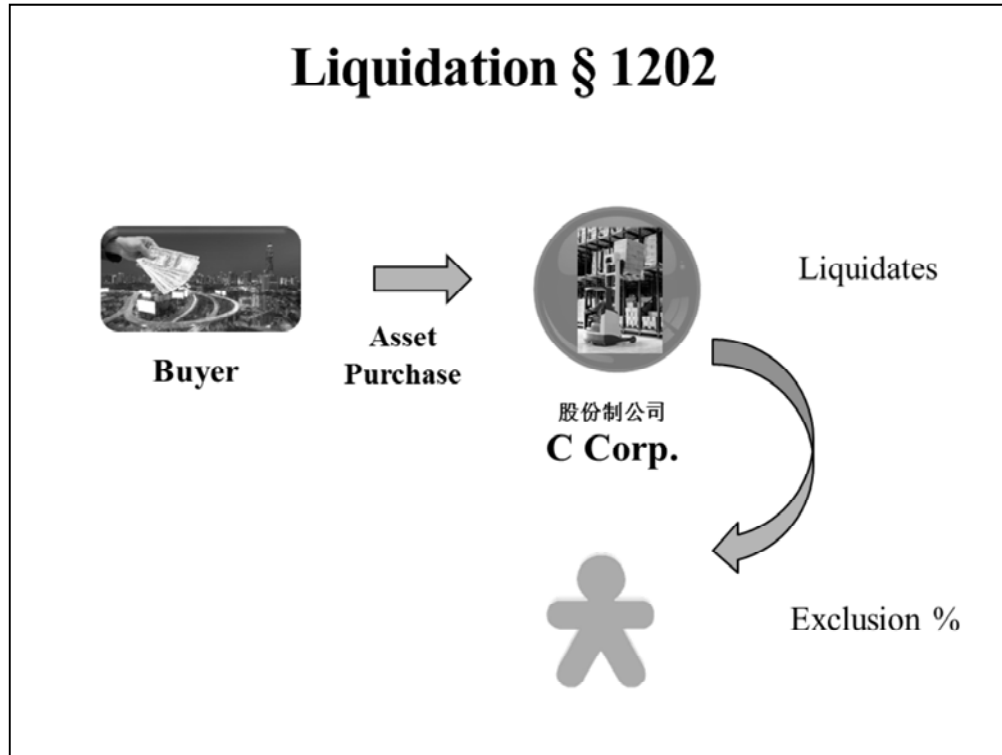 Liquidation § 1202
Buyer
Asset
Purchase
股份制公司
C Corp.
Liquidates
Exclusion %